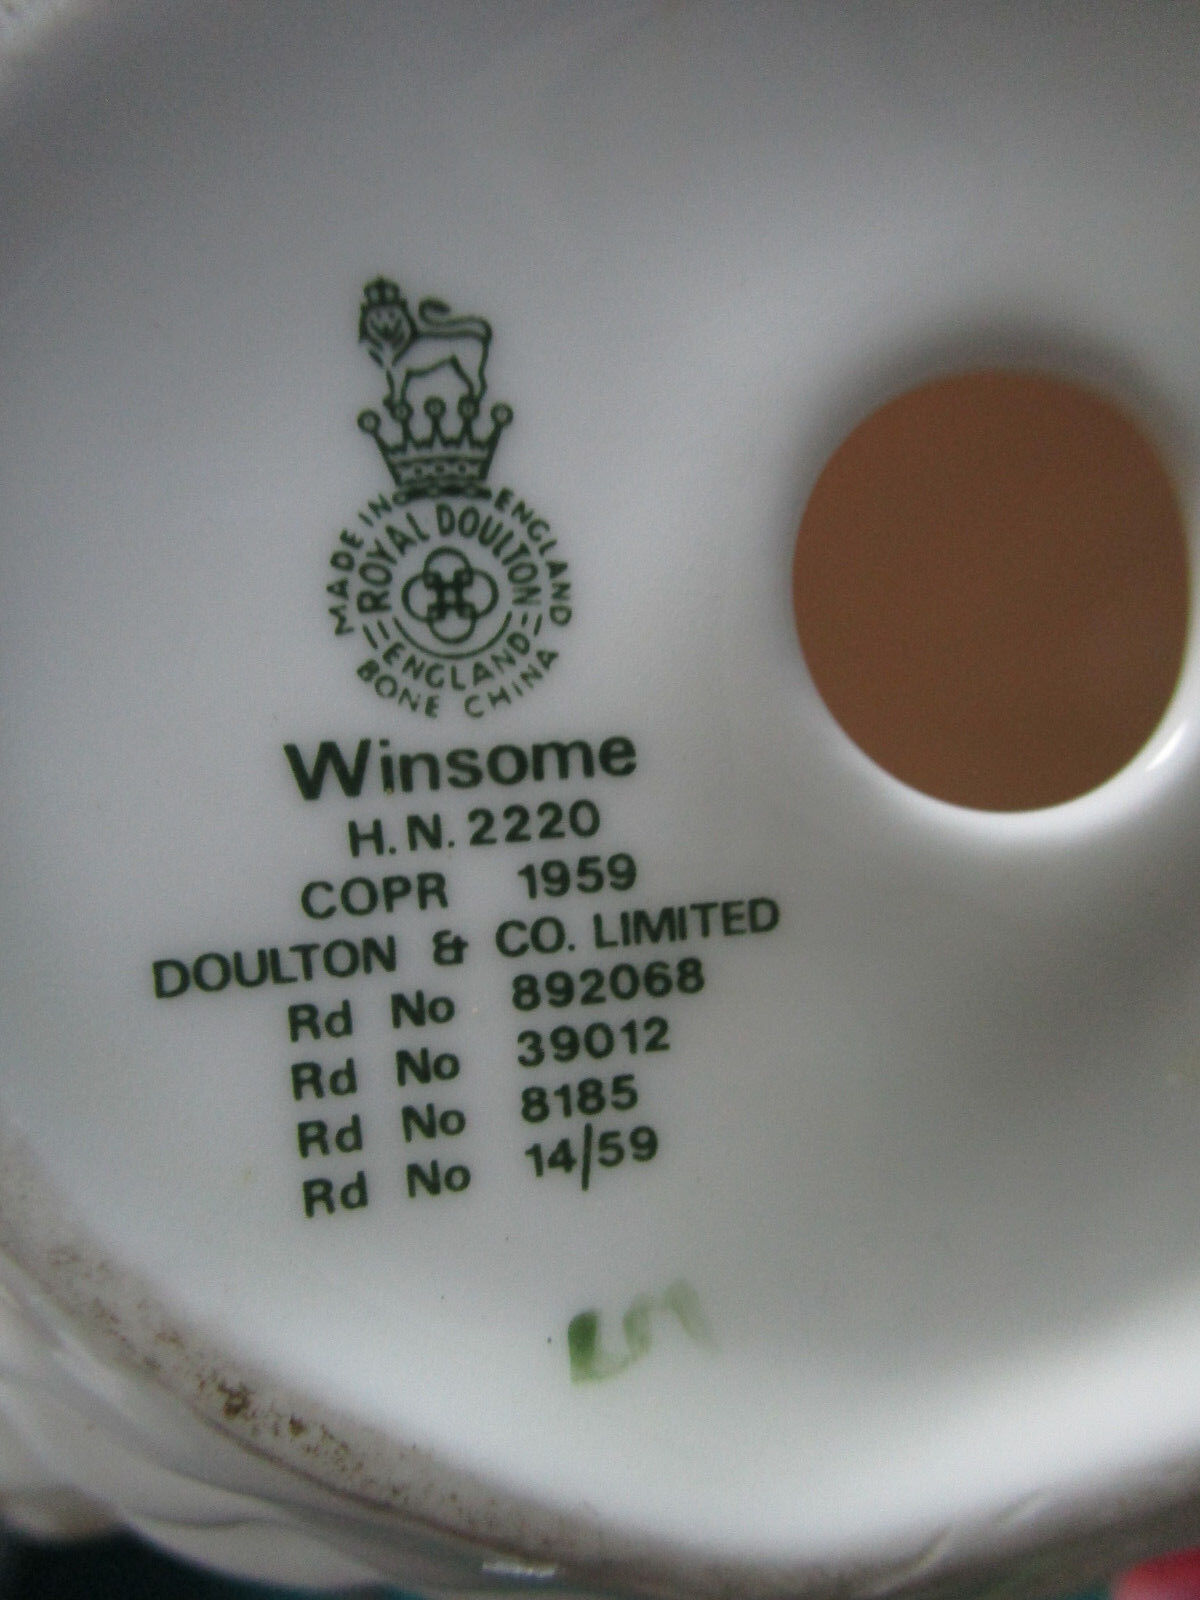 MADE IN ENGLAND
ROYAL DOULTON
ENGLAND
BONE CHINA
Winsome
H.N. 2220
COPR 1959
DOULTON & CO. LIMITED
Rd No 892068
Rd No 39012
Rd No 8185
Rd No 14/59